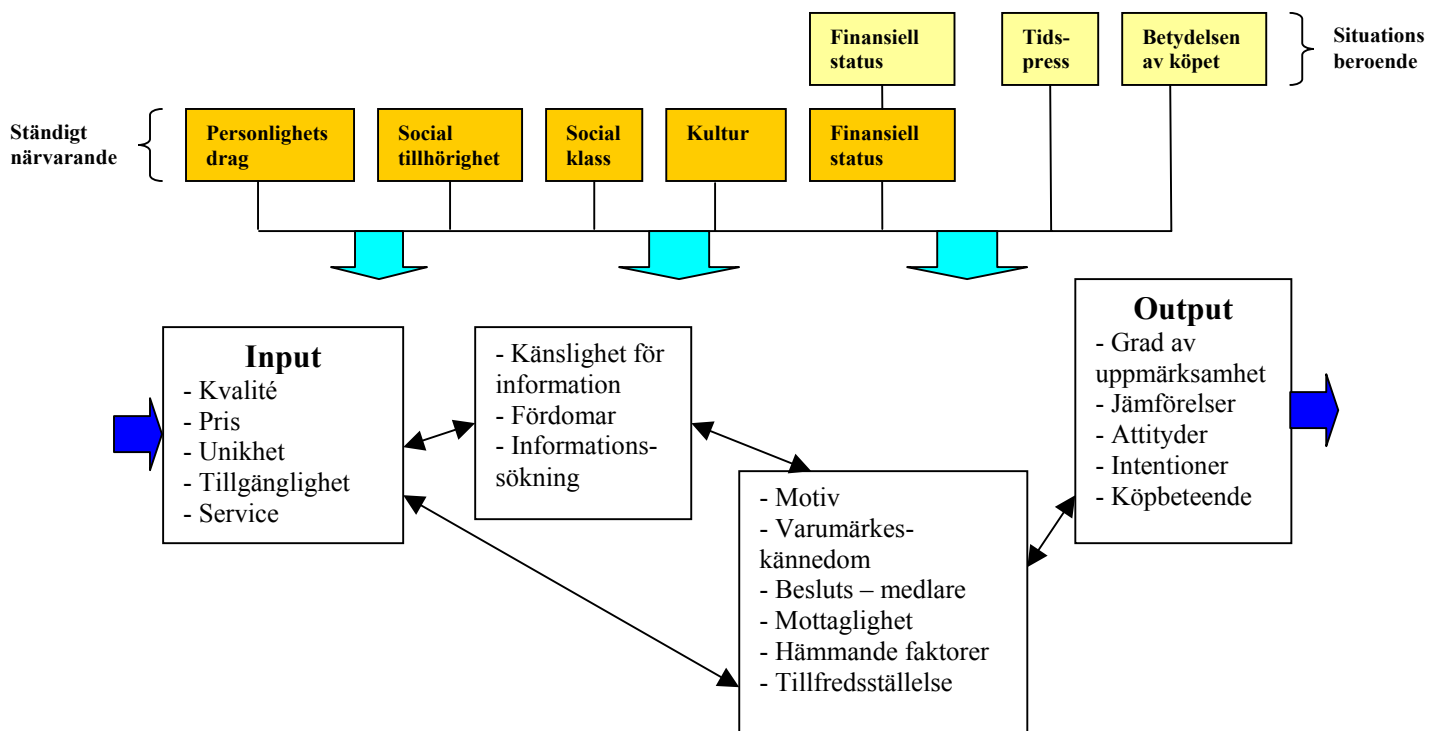 Finansiell
status
Tids-
press
Betydelsen
av köpet
Situations
beroende
Ständigt
närvarande
Personlighets
drag
Social
tillhörighet
Social
klass
Kultur
Finansiell
status
Input
- Kvalité
- Pris
- Unikhet
- Tillgänglighet
- Service
- Känslighet för
information
- Fördomar
- Informations-
sökning
- Motiv
- Varumärkes-
kännedom
- Besluts – medlare
- Mottaglighet
- Hämmande faktorer
- Tillfredsställelse
Output
- Grad av
uppmärksamhet
- Jämförelser
- Attityder
- Intentioner
- Köpbeteende